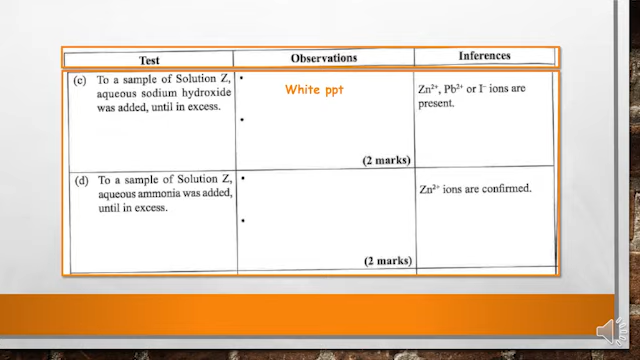 Test Observations Inferences
(c) To a sample of Solution Z,
aqueous sodium hydroxide
was added, until in excess.
•
White ppt
•
(2 marks)
Zn²⁺, Pb²⁺ or I⁻ ions are
present.
(d) To a sample of Solution Z,
aqueous ammonia was added,
until in excess.
•
•
(2 marks)
Zn²⁺ ions are confirmed.